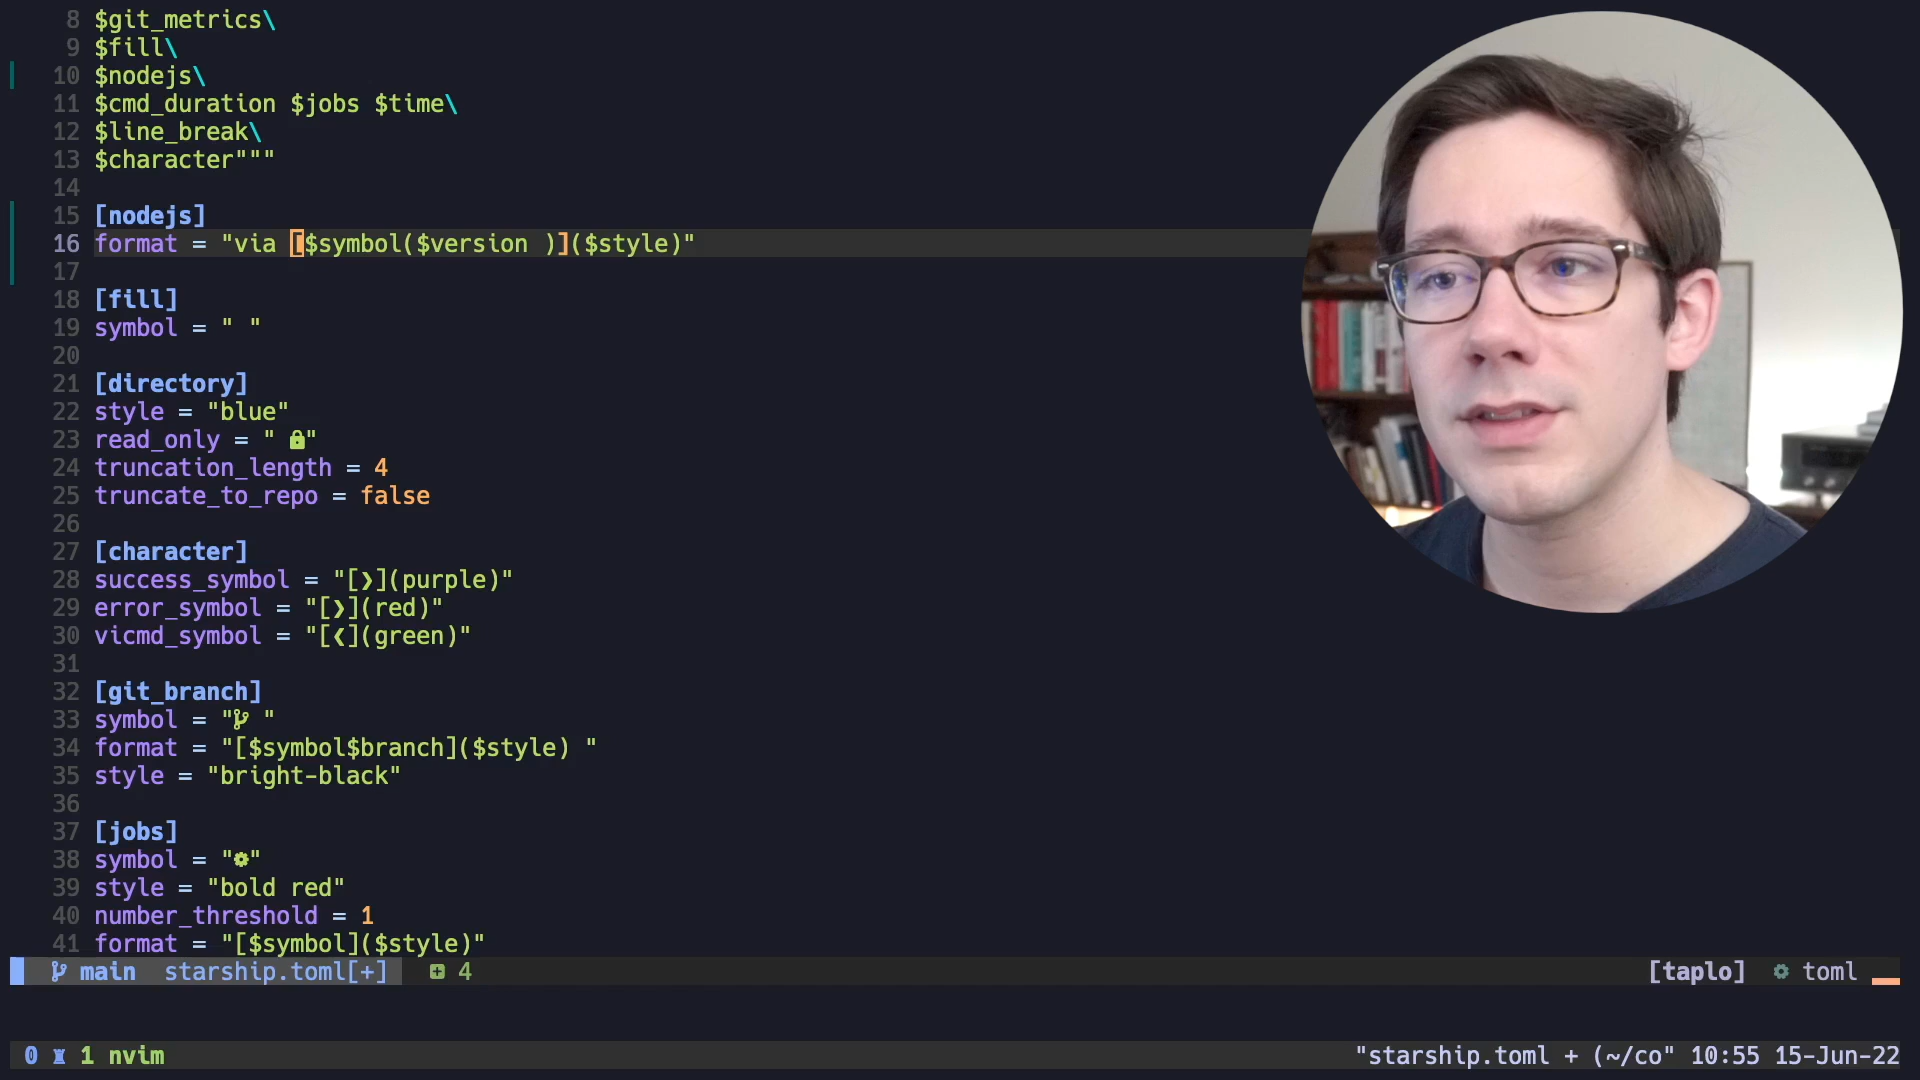 8 $git_metrics\
9 $fill\
10 $nodejs\
11 $cmd_duration $jobs $time\
12 $line_break\
13 $character"""
14
15 [nodejs]
16 format = "via [$symbol($version )]($style)"
17
18 [fill]
19 symbol = " "
20
21 [directory]
22 style = "blue"
23 read_only = " 🔒"
24 truncation_length = 4
25 truncate_to_repo = false
26
27 [character]
28 success_symbol = "[❯](purple)"
29 error_symbol = "[❯](red)"
30 vicmd_symbol = "[❮](green)"
31
32 [git_branch]
33 symbol = " "
34 format = "[$symbol$branch]($style) "
35 style = "bright-black"
36
37 [jobs]
38 symbol = ""
39 style = "bold red"
40 number_threshold = 1
41 format = "[$symbol]($style)"
main starship.toml[+] 4 [taplo] toml
0 1 nvim "starship.toml + (~/co" 10:55 15-Jun-22